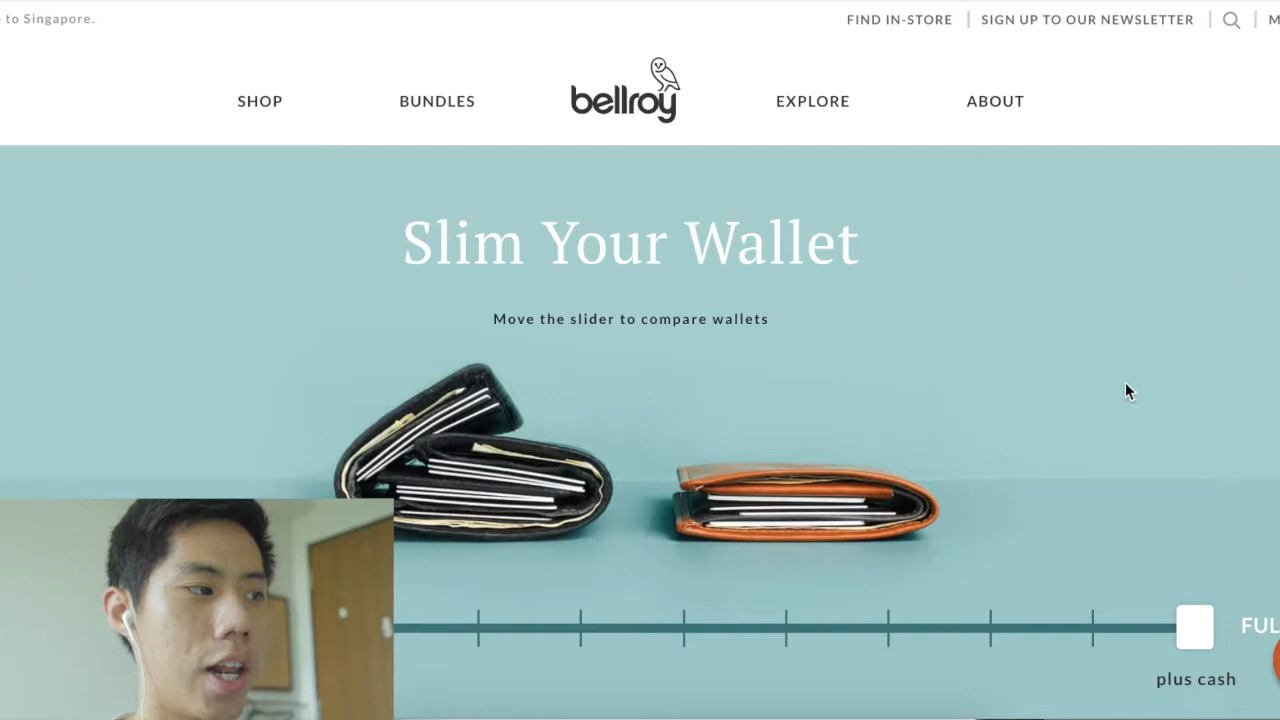 to Singapore.
FIND IN-STORE
SIGN UP TO OUR NEWSLETTER
M
SHOP
BUNDLES
bellroy
EXPLORE
ABOUT
Slim Your Wallet
Move the slider to compare wallets
FUL
plus cash